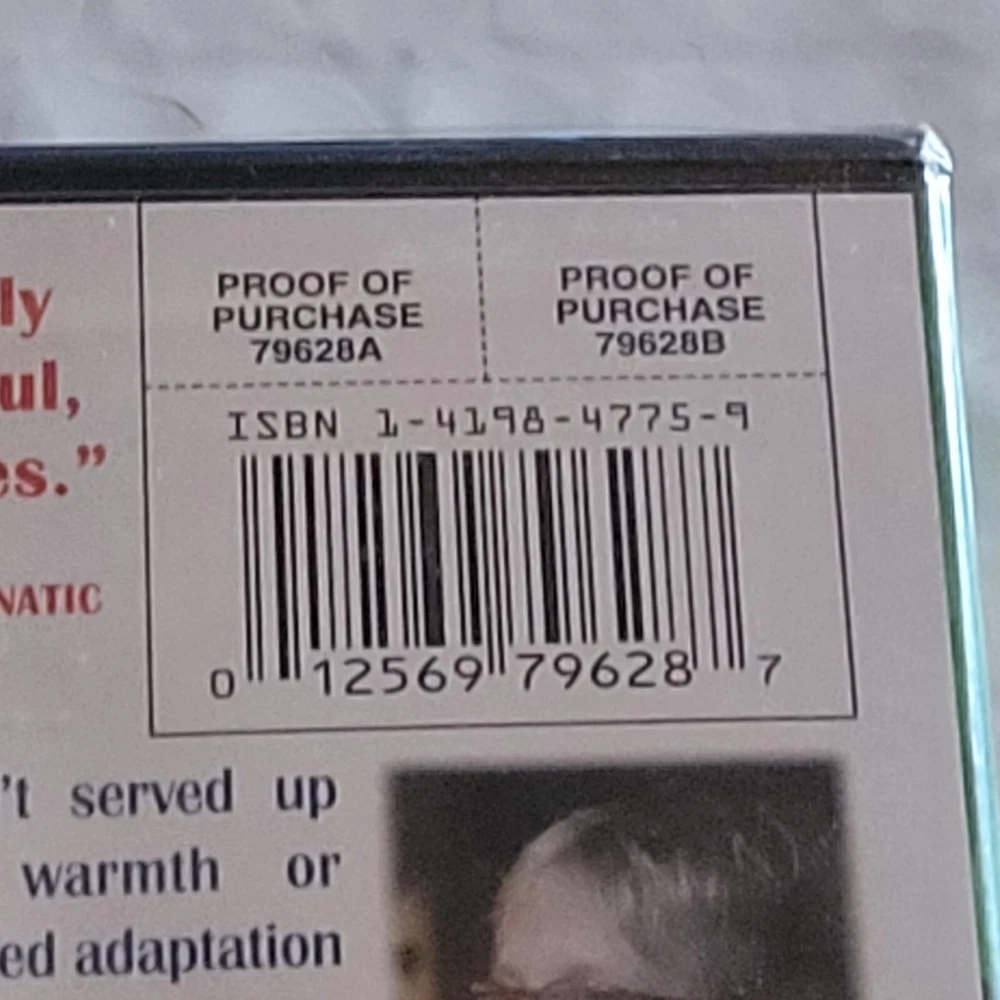 ly
ful,
es.”
NATIC
PROOF OF
PURCHASE
79628A
PROOF OF
PURCHASE
79628B
ISBN 1-4198-4775-9
0 12569 79628 7
't served up
warmth or
ed adaptation